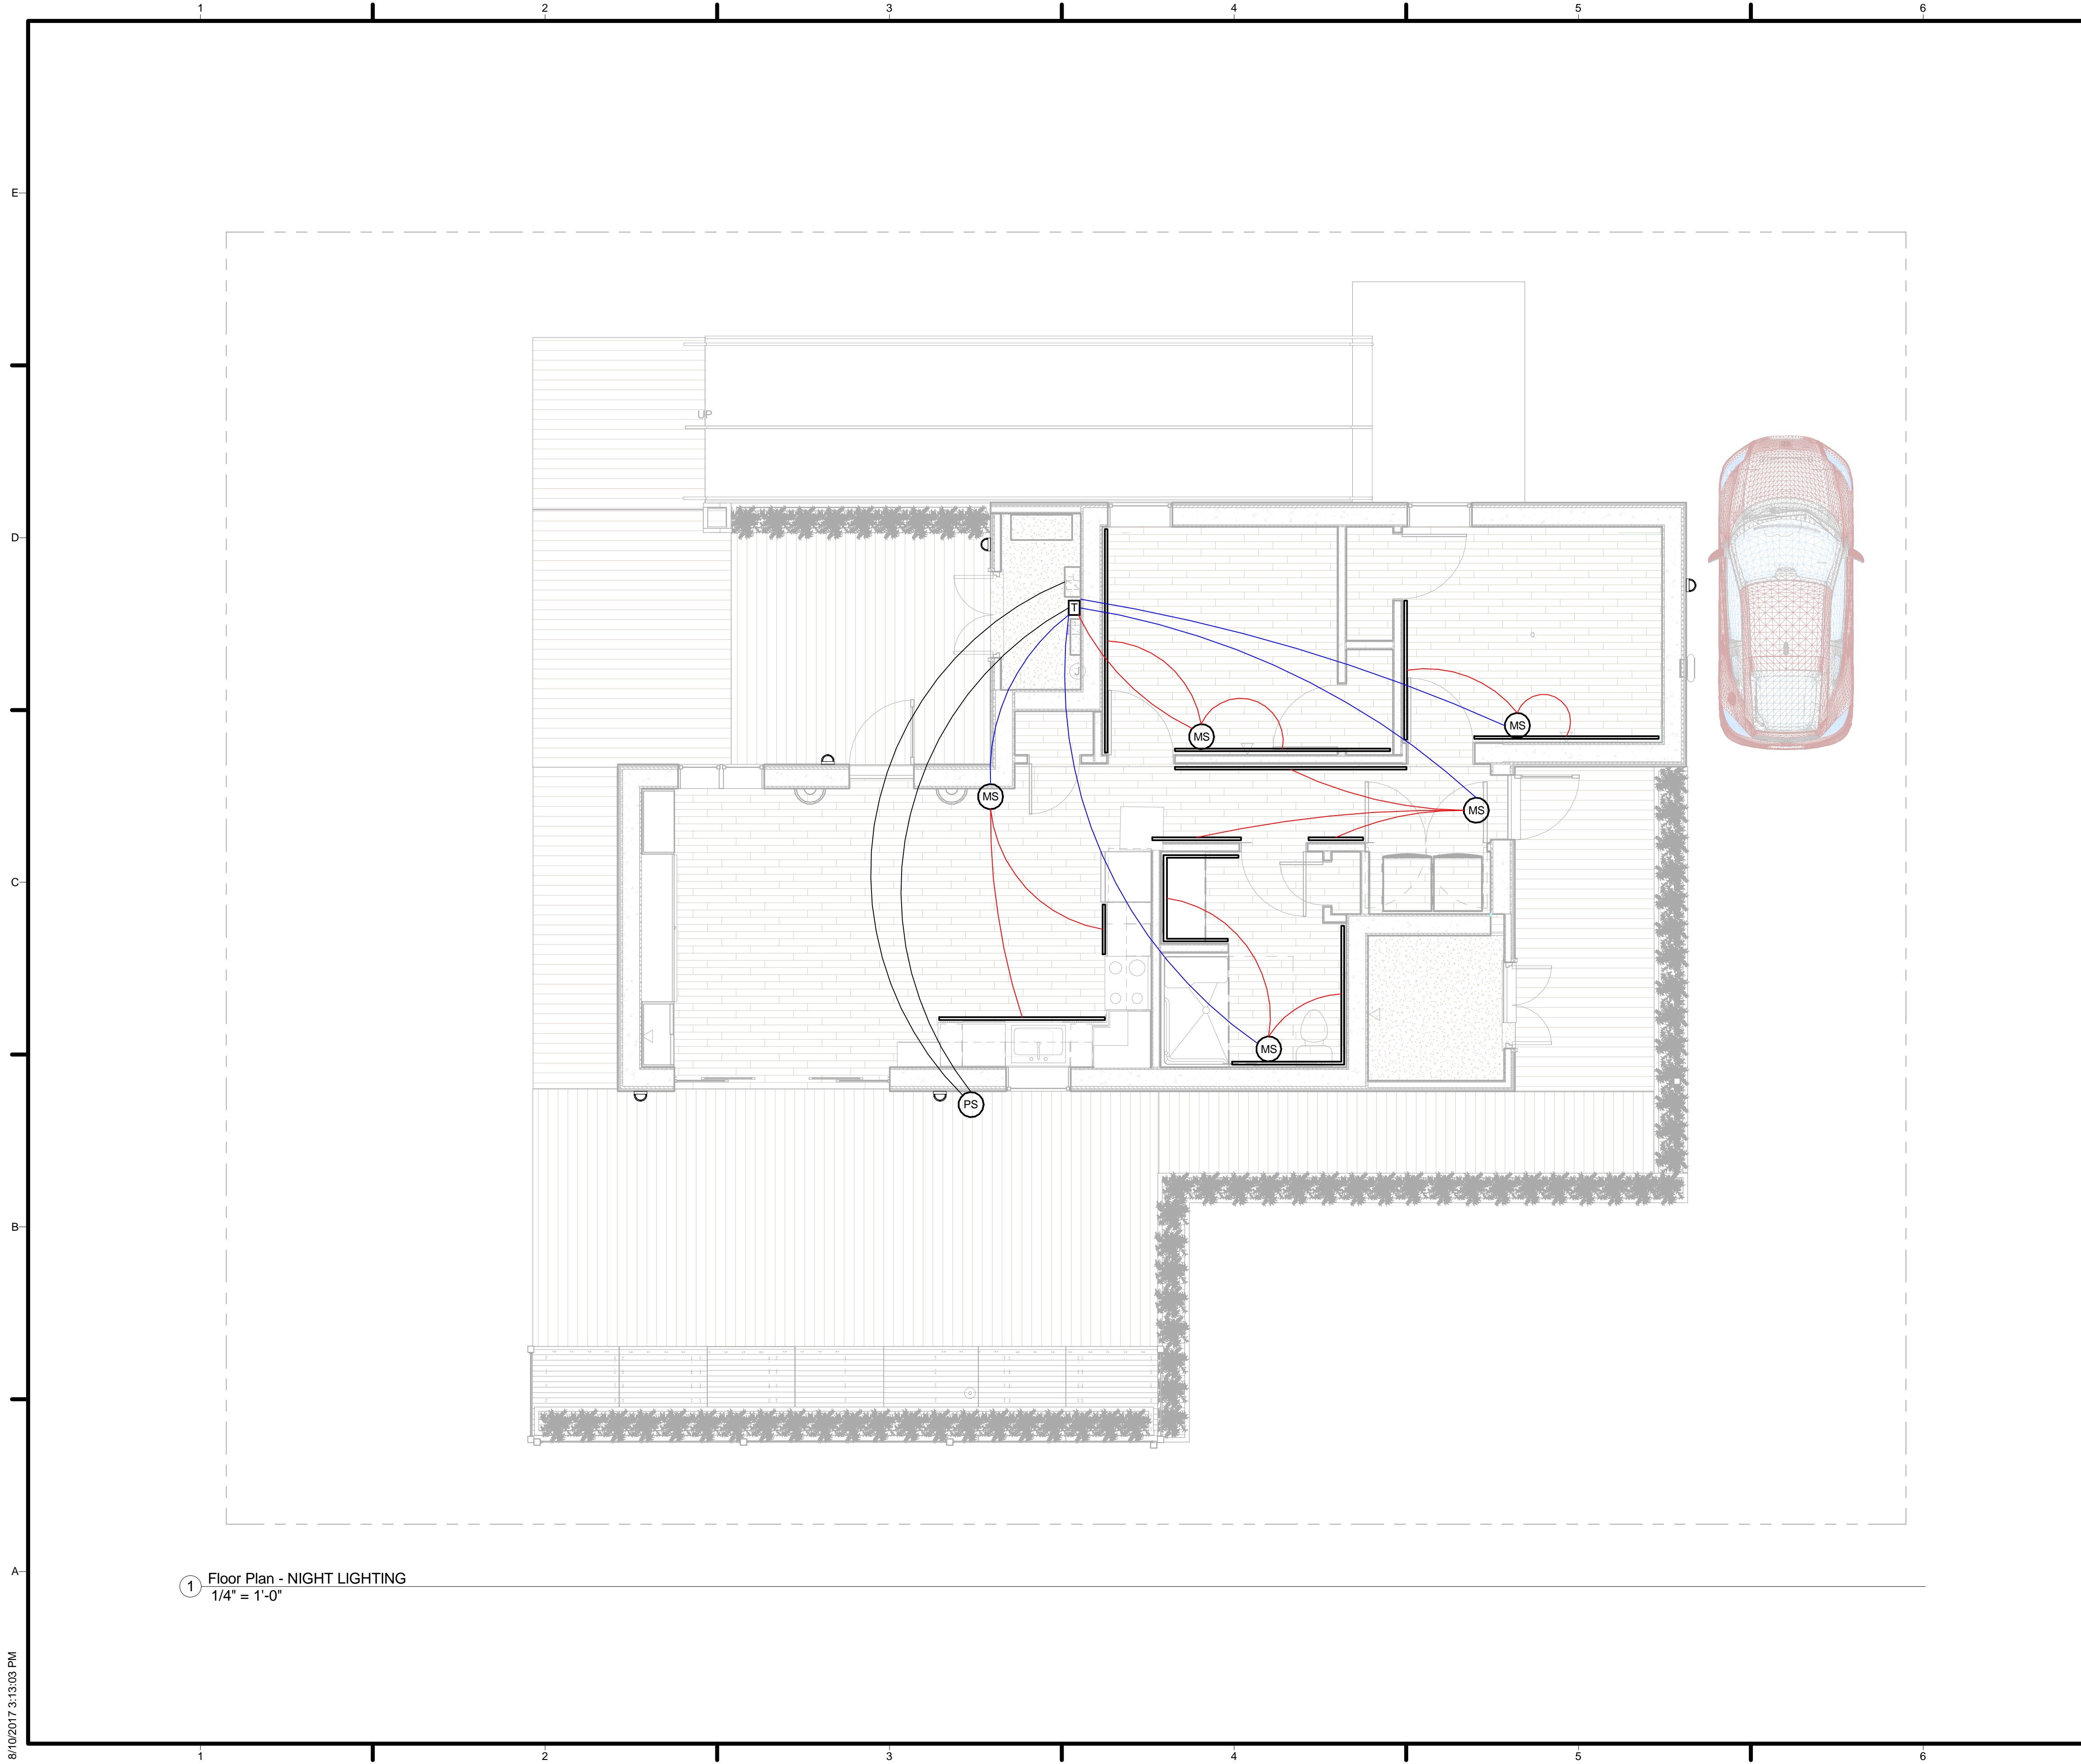 1 2 3 4 5 6
E
UP
D
T
J
MS
MS
MS
MS
C
MS
PS
B
A
1 Floor Plan - NIGHT LIGHTING
1/4" = 1'-0"
8/10/2017 3:13:03 PM
1 2 3 4 5 6